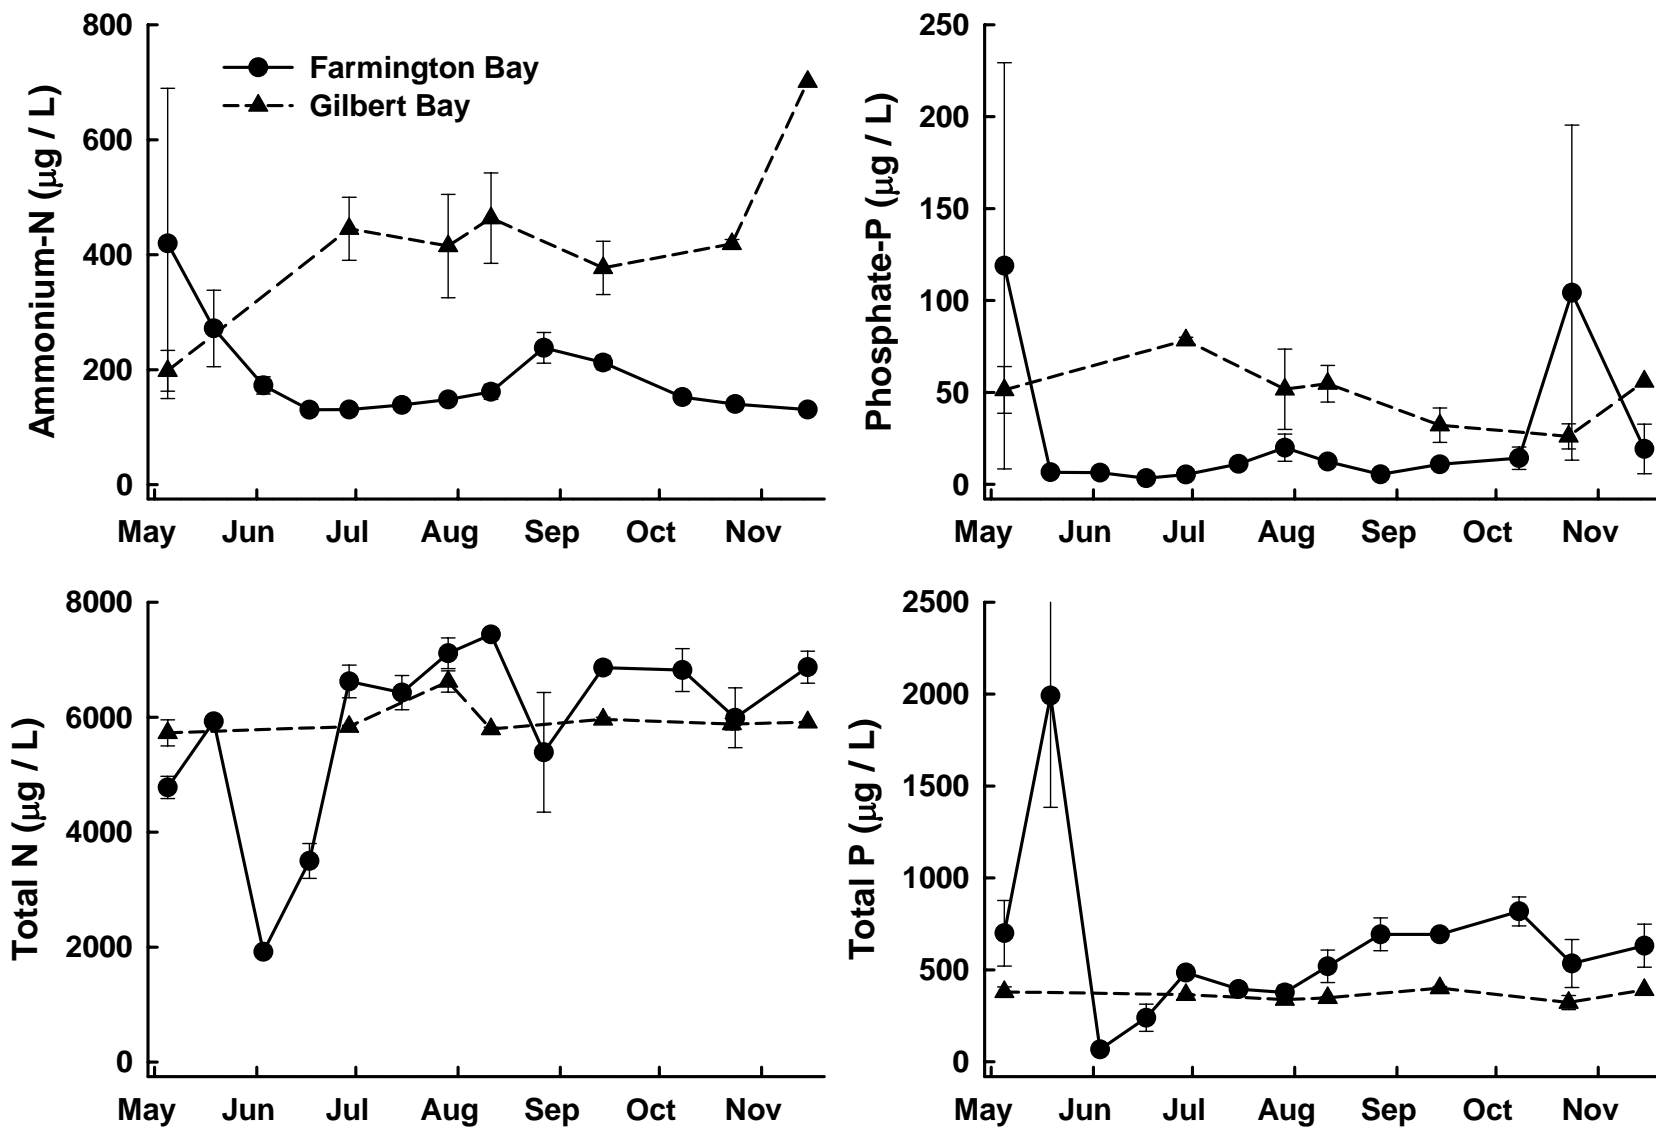 Ammonium-N (μg / L)
800
600
400
200
0
Farmington Bay
Gilbert Bay
May Jun Jul Aug Sep Oct Nov
Phosphate-P (μg / L)
250
200
150
100
50
0
May Jun Jul Aug Sep Oct Nov
Total N (μg / L)
8000
6000
4000
2000
0
May Jun Jul Aug Sep Oct Nov
Total P (μg / L)
2500
2000
1500
1000
500
0
May Jun Jul Aug Sep Oct Nov